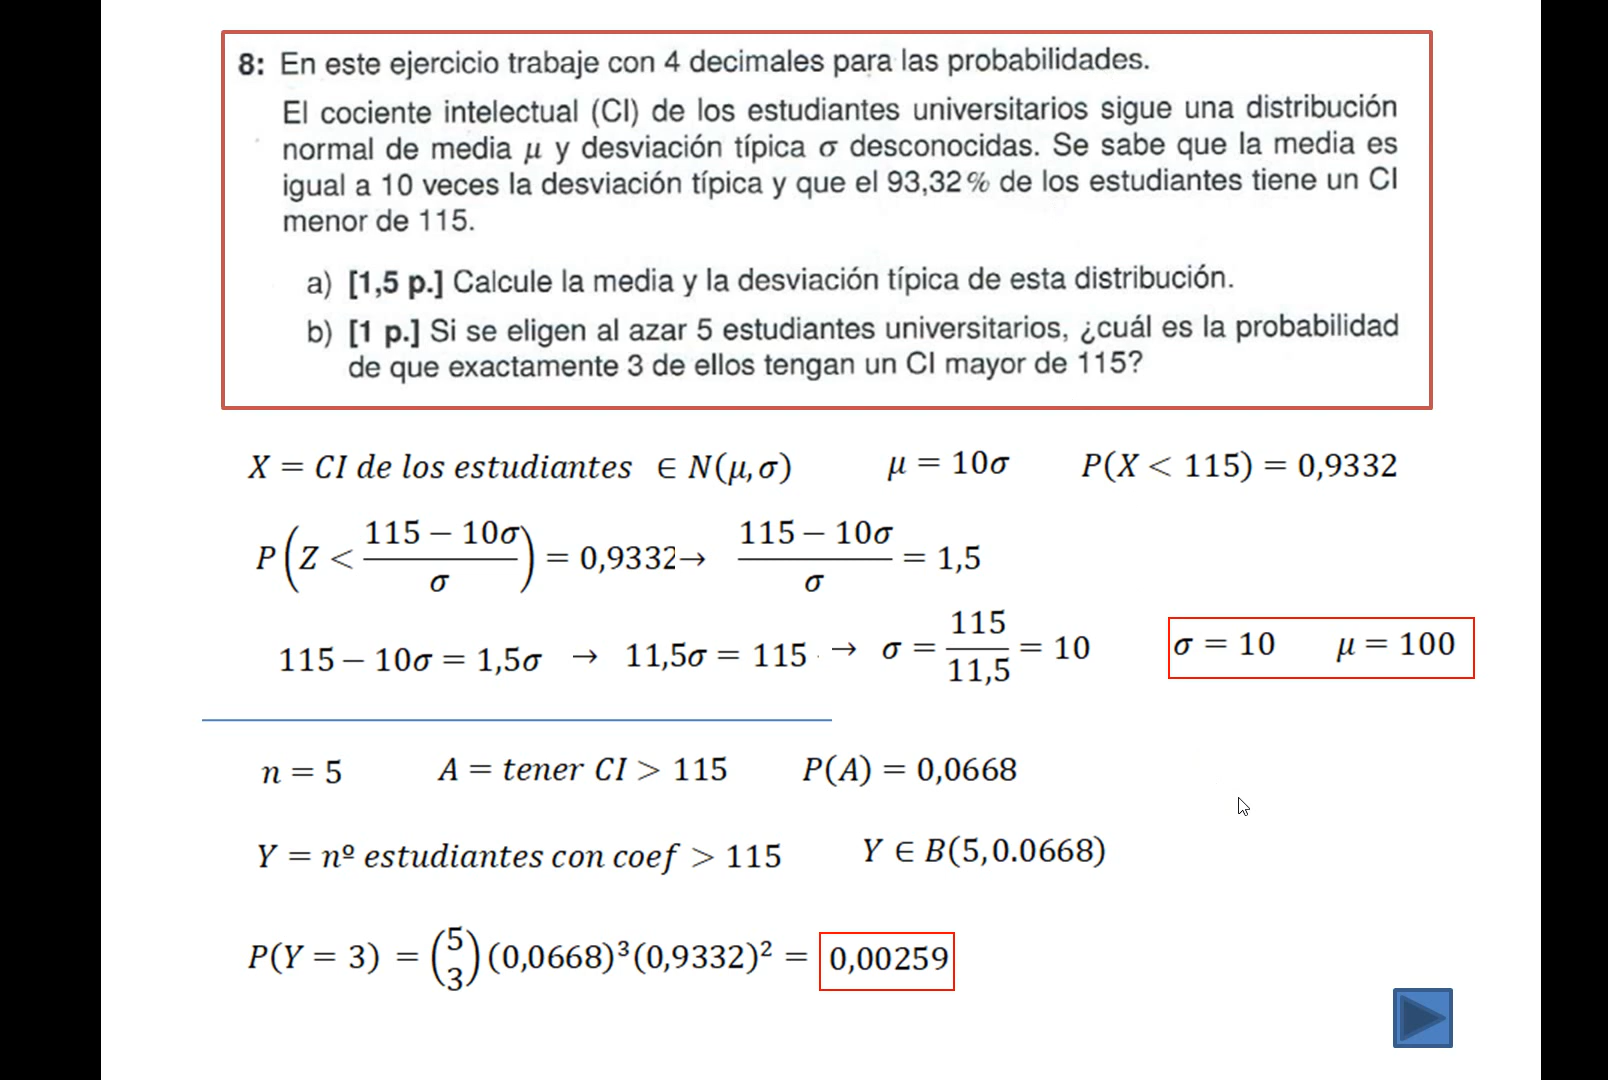 8: En este ejercicio trabaje con 4 decimales para las probabilidades.
El cociente intelectual (CI) de los estudiantes universitarios sigue una distribución
normal de media μ y desviación típica σ desconocidas. Se sabe que la media es
igual a 10 veces la desviación típica y que el 93,32% de los estudiantes tiene un CI
menor de 115.
a) [1,5 p.] Calcule la media y la desviación típica de esta distribución.
b) [1 p.] Si se eligen al azar 5 estudiantes universitarios, ¿cuál es la probabilidad
de que exactamente 3 de ellos tengan un CI mayor de 115?
X = CI de los estudiantes ∈ N(μ, σ) μ = 10σ P(X < 115) = 0,9332
P(Z < (115 − 10σ)/σ) = 0,9332 → (115 − 10σ)/σ = 1,5
115 − 10σ = 1,5σ → 11,5σ = 115 → σ = 115/11,5 = 10 σ = 10 μ = 100
n = 5 A = tener CI > 115 P(A) = 0,0668
Y = nº estudiantes con coef > 115 Y ∈ B(5,0.0668)
P(Y = 3) = (5 3)(0,0668)³(0,9332)² = 0,00259